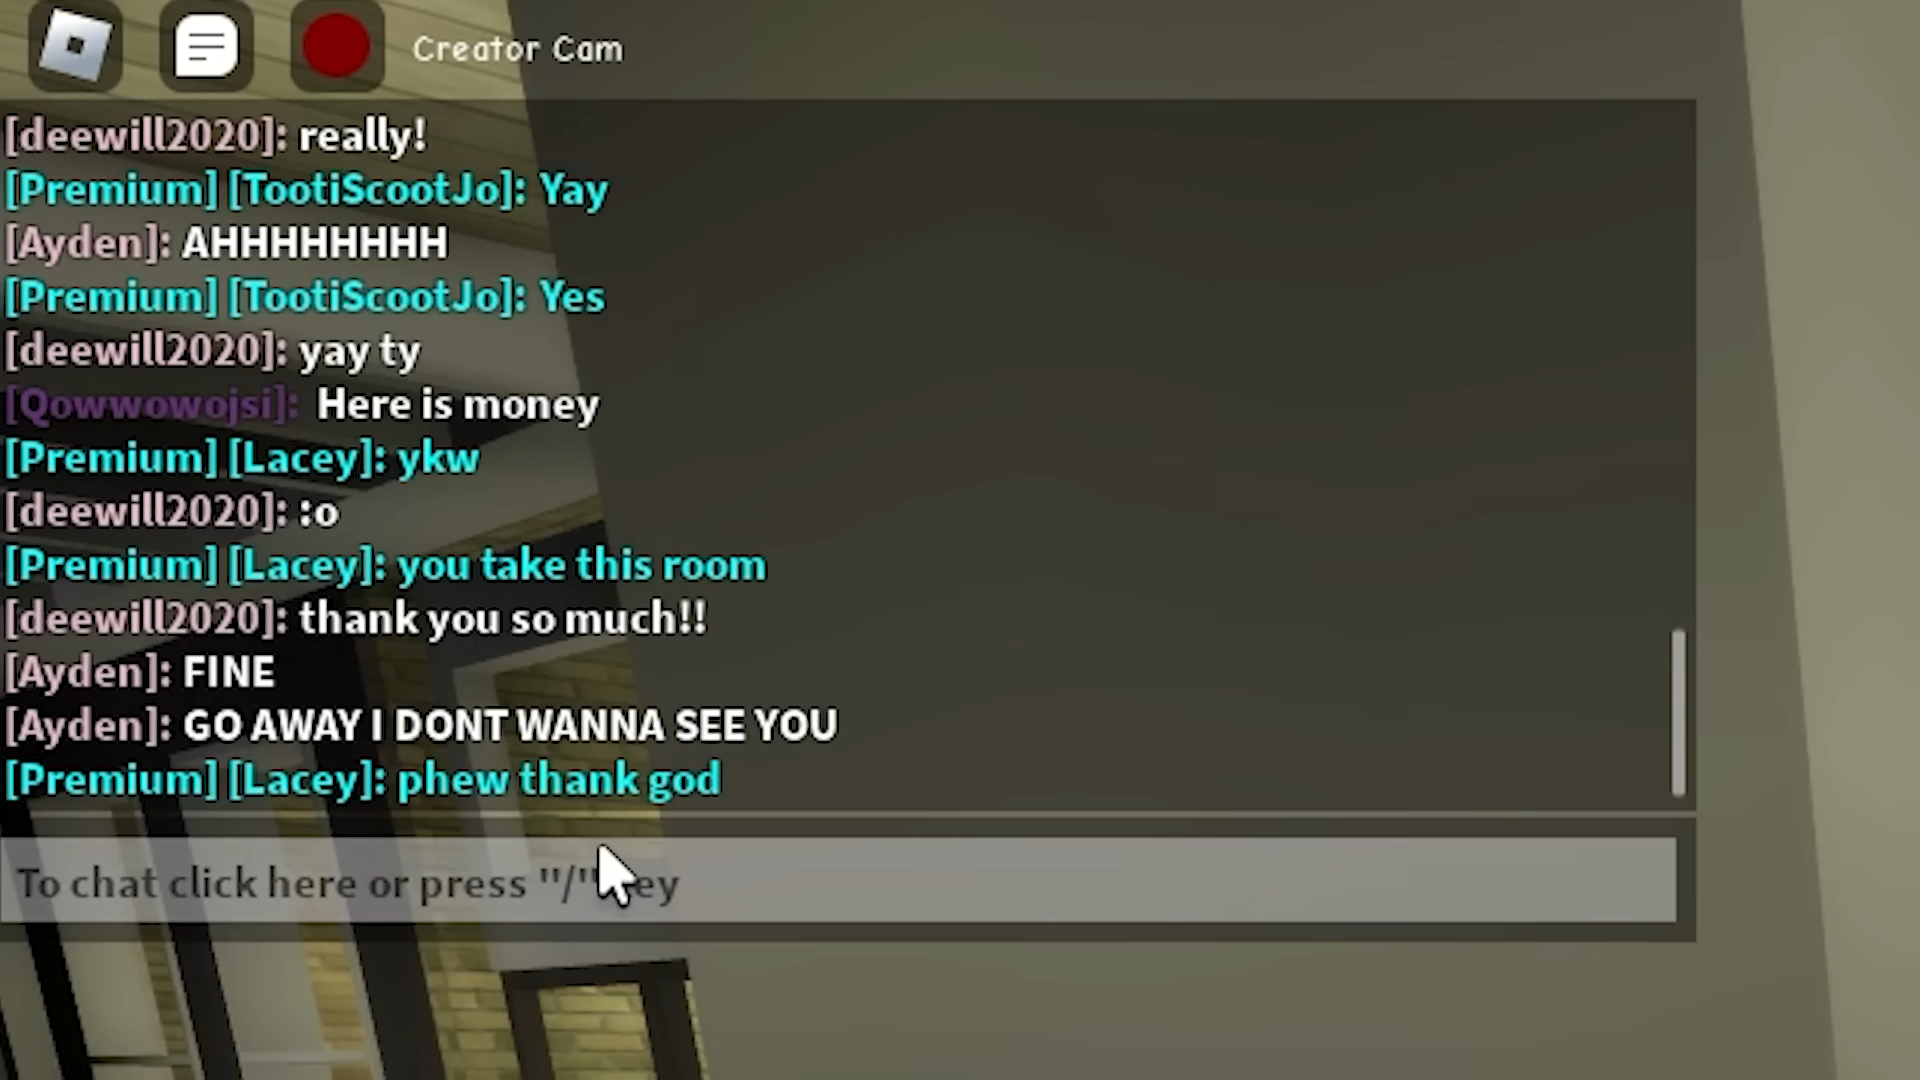 Creator Cam
[deewill2020]: really!
[Premium] [TootiScootJo]: Yay
[Ayden]: AHHHHHHHHH
[Premium] [TootiScootJo]: Yes
[deewill2020]: yay ty
[Qowwowojsi]: Here is money
[Premium] [Lacey]: ykw
[deewill2020]: :o
[Premium] [Lacey]: you take this room
[deewill2020]: thank you so much!!
[Ayden]: FINE
[Ayden]: GO AWAY I DONT WANNA SEE YOU
[Premium] [Lacey]: phew thank god
To chat click here or press "/" key